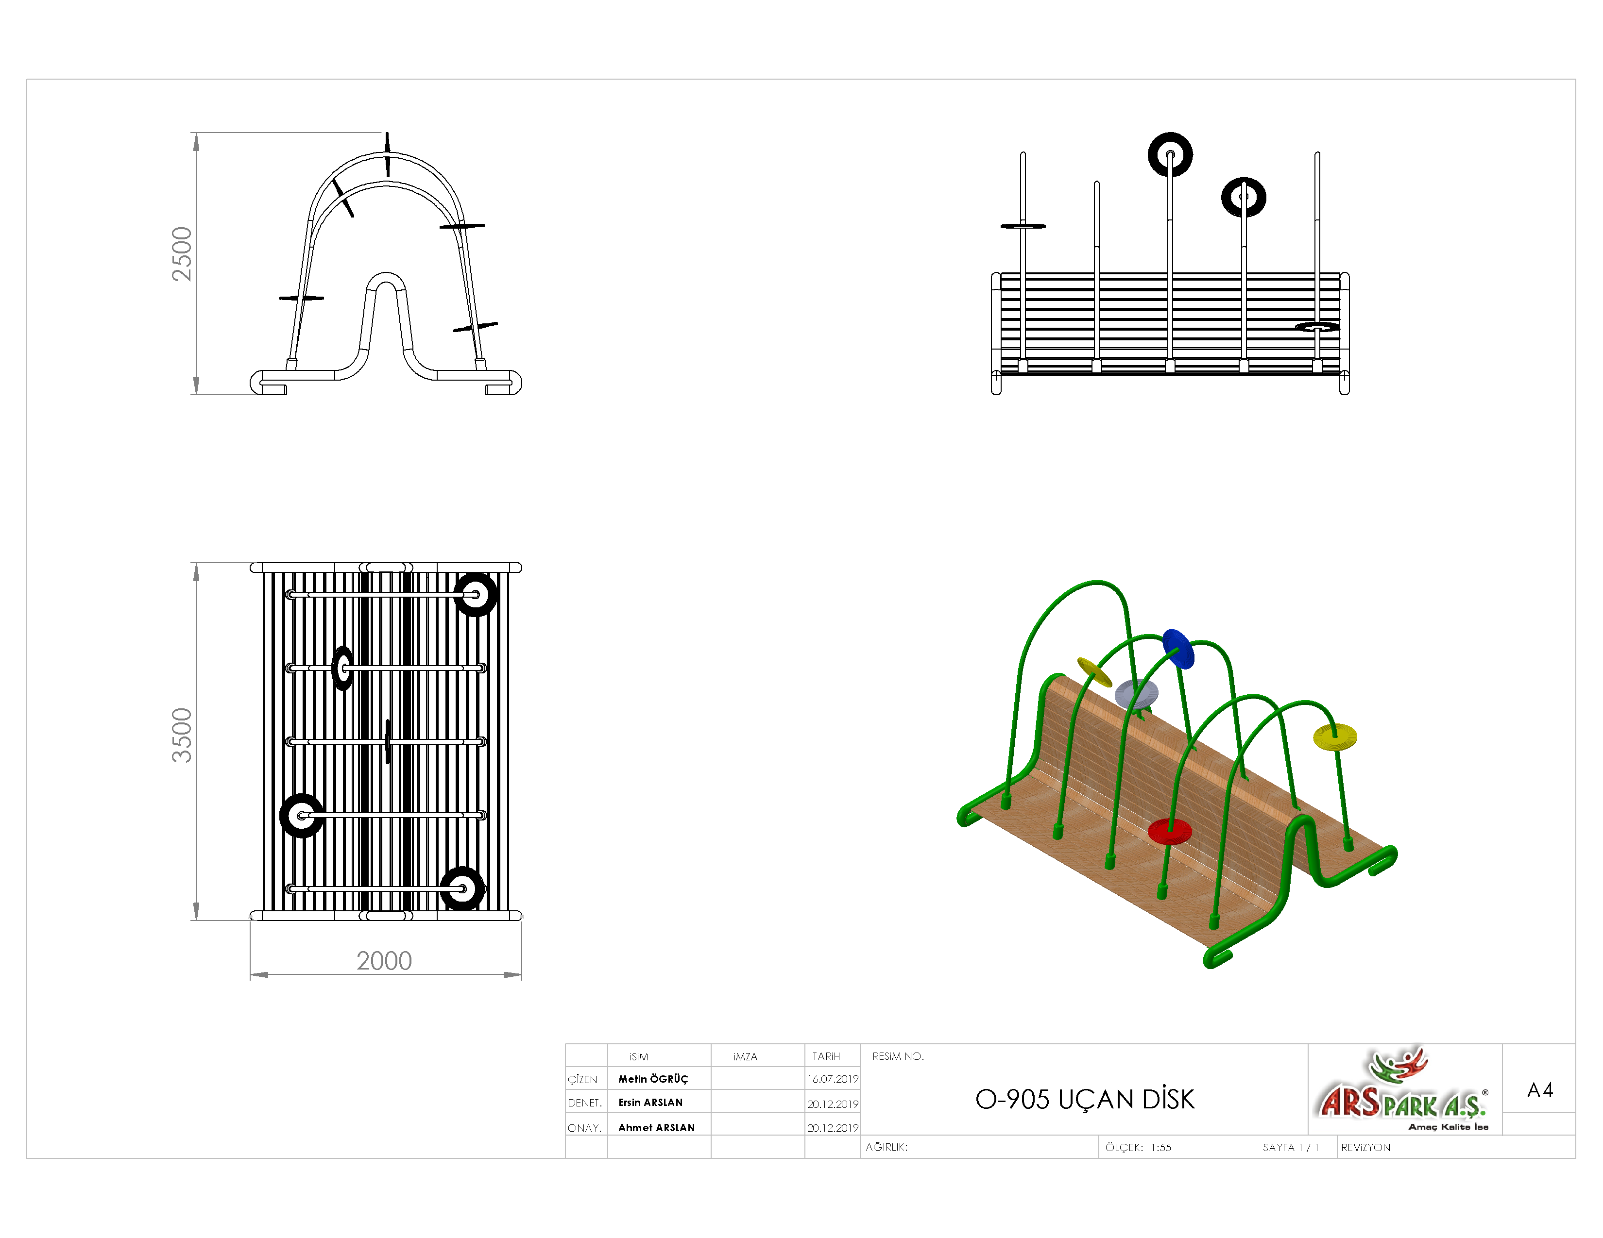 2500
3500
2000
İSİM İMZA TARİH RESİM NO.
ÇİZEN Metin ÖGRÜÇ 16.07.2019
DENET. Ersin ARSLAN 20.12.2019
ONAY. Ahmet ARSLAN 20.12.2019
O-905 UÇAN DİSK
ARSPARK A.Ş.®
Amaç Kalite İse
A4
AĞIRLIK: ÖLÇEK: 1:55 SAYFA 1 / 1 REVİZYON